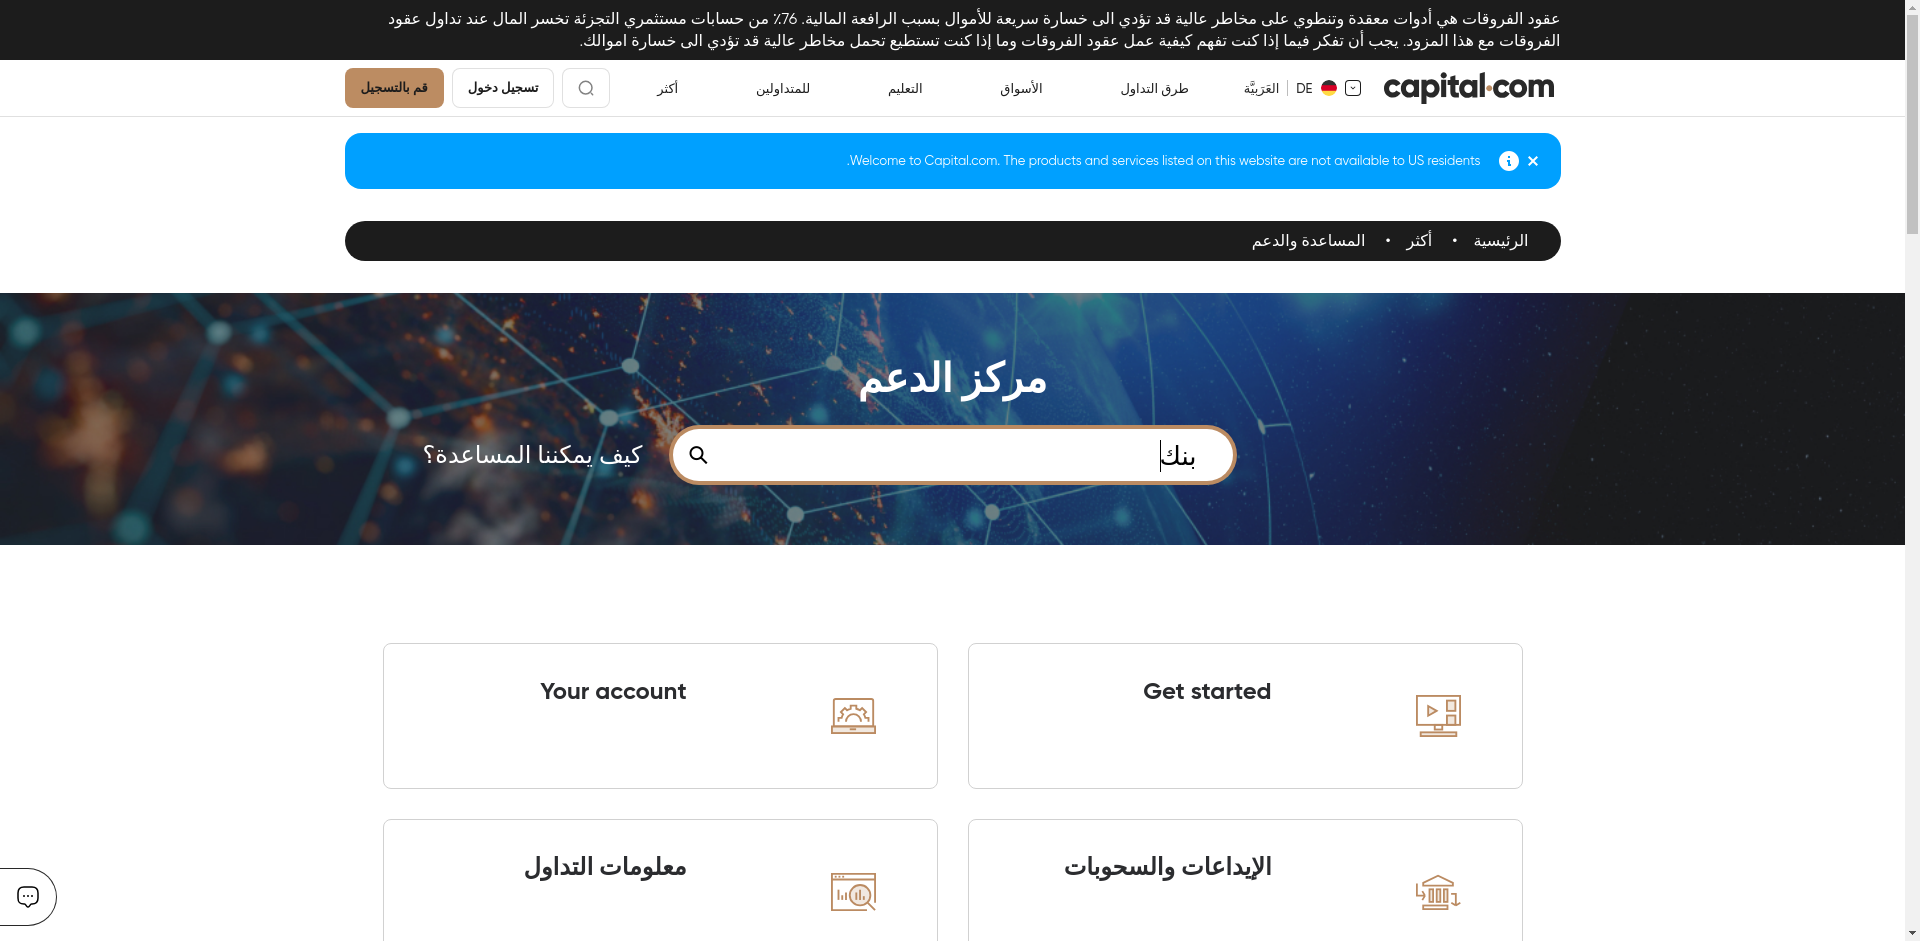 عقود الفروقات هي أدوات معقدة وتنطوي على مخاطر عالية قد تؤدي الى خسارة سريعة للأموال بسبب الرافعة المالية. 76٪ من حسابات مستثمري التجزئة تخسر المال عند تداول عقود
الفروقات مع هذا المزود. يجب أن تفكر فيما إذا كنت تفهم كيفية عمل عقود الفروقات وما إذا كنت تستطيع تحمل مخاطر عالية قد تؤدي الى خسارة اموالك.
capital.com
DE
العَرَبيَّة
طرق التداول
الأسواق
التعليم
للمتداولين
أكثر
تسجيل دخول
قم بالتسجيل
Welcome to Capital.com. The products and services listed on this website are not available to US residents.
الرئيسية • أكثر • المساعدة والدعم
مركز الدعم
بنك
كيف يمكننا المساعدة؟
Get started
Your account
الإيداعات والسحوبات
معلومات التداول